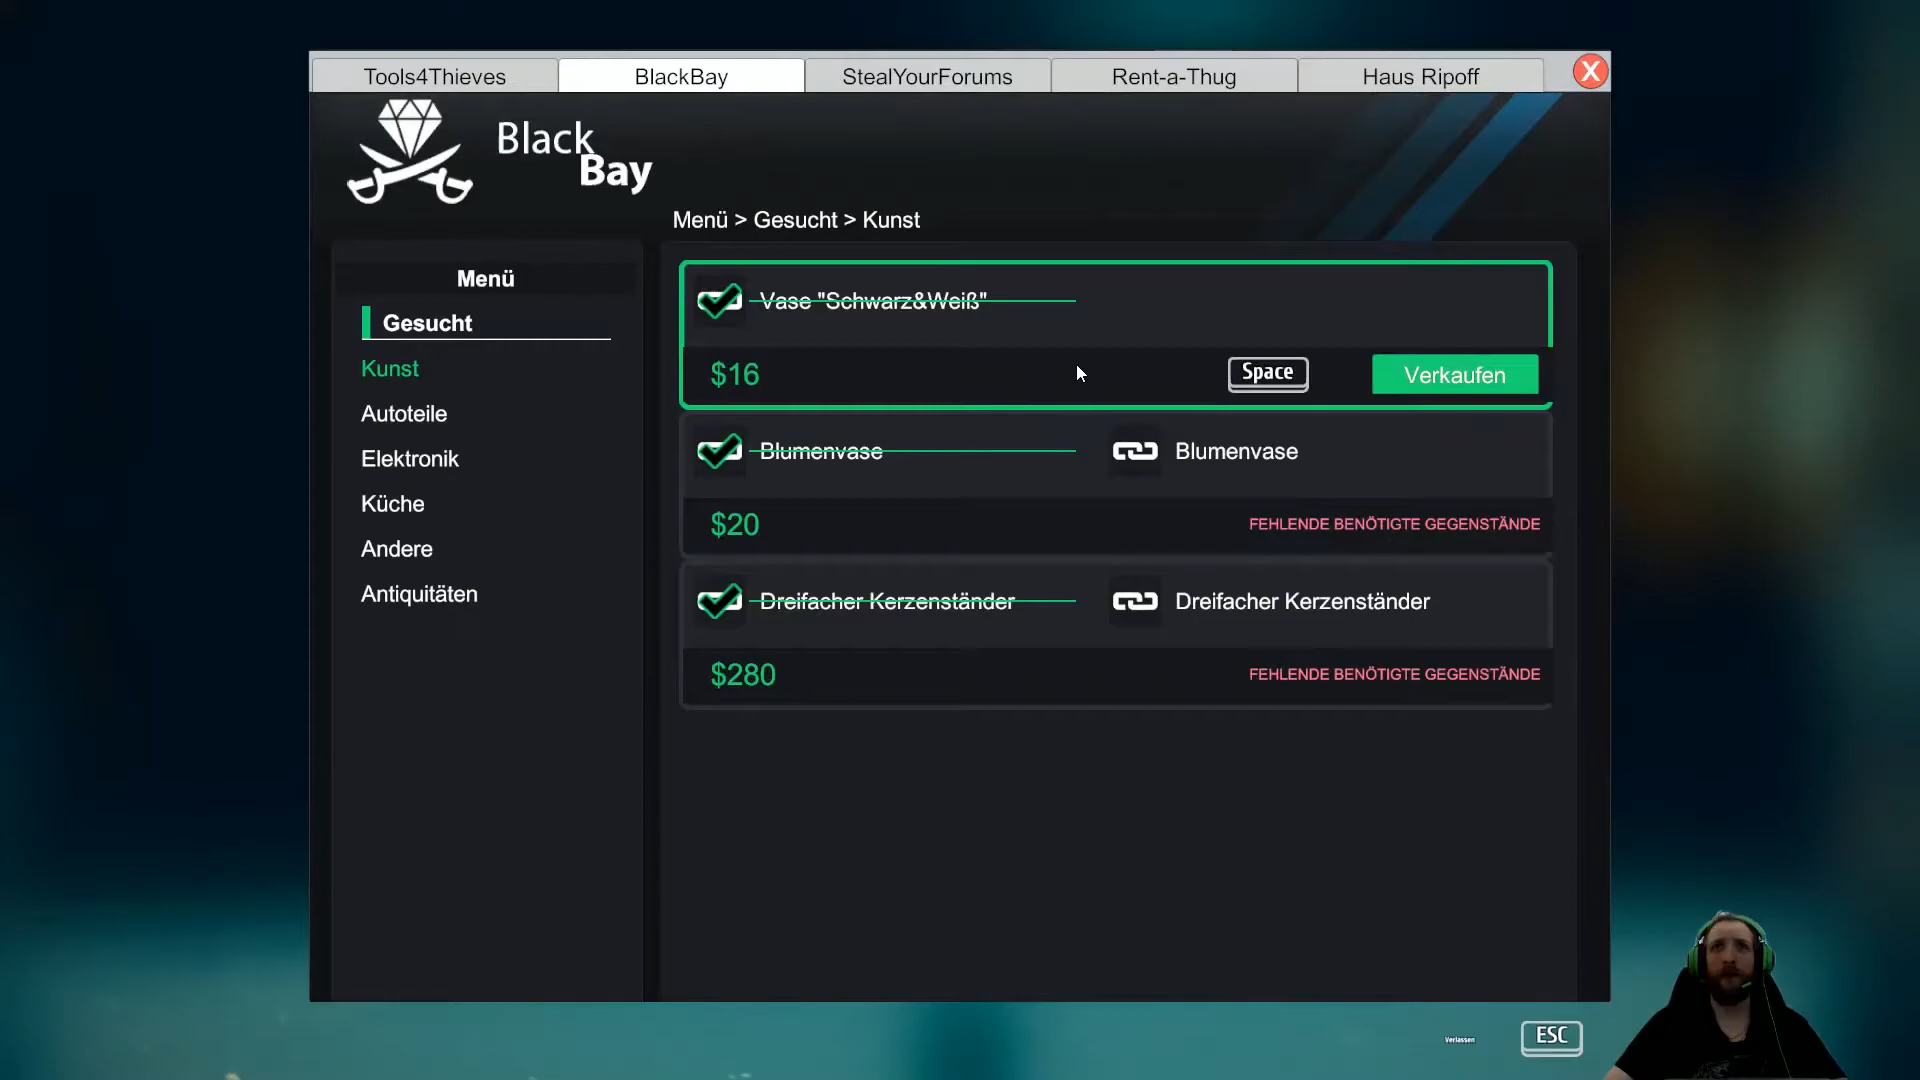 Tools4Thieves
BlackBay
StealYourForums
Rent-a-Thug
Haus Ripoff
X
Black
Bay
Menü > Gesucht > Kunst
Menü
Gesucht
Kunst
Autoteile
Elektronik
Küche
Andere
Antiquitäten
Vase "Schwarz&Weiß"
$16
Space
Verkaufen
Blumenvase
Blumenvase
$20
FEHLENDE BENÖTIGTE GEGENSTÄNDE
Dreifacher Kerzenständer
Dreifacher Kerzenständer
$280
FEHLENDE BENÖTIGTE GEGENSTÄNDE
Verlassen
ESC